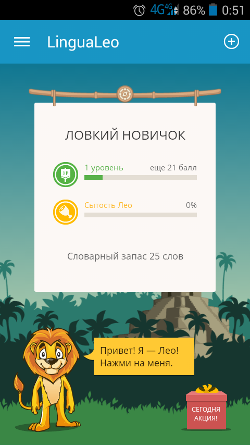 4G 86% 0:51
LinguaLeo
ЛОВКИЙ НОВИЧОК
1 уровень еще 21 балл
Сытость Лео 0%
Словарный запас 25 слов
Привет! Я — Лео!
Нажми на меня.
СЕГОДНЯ
АКЦИЯ!